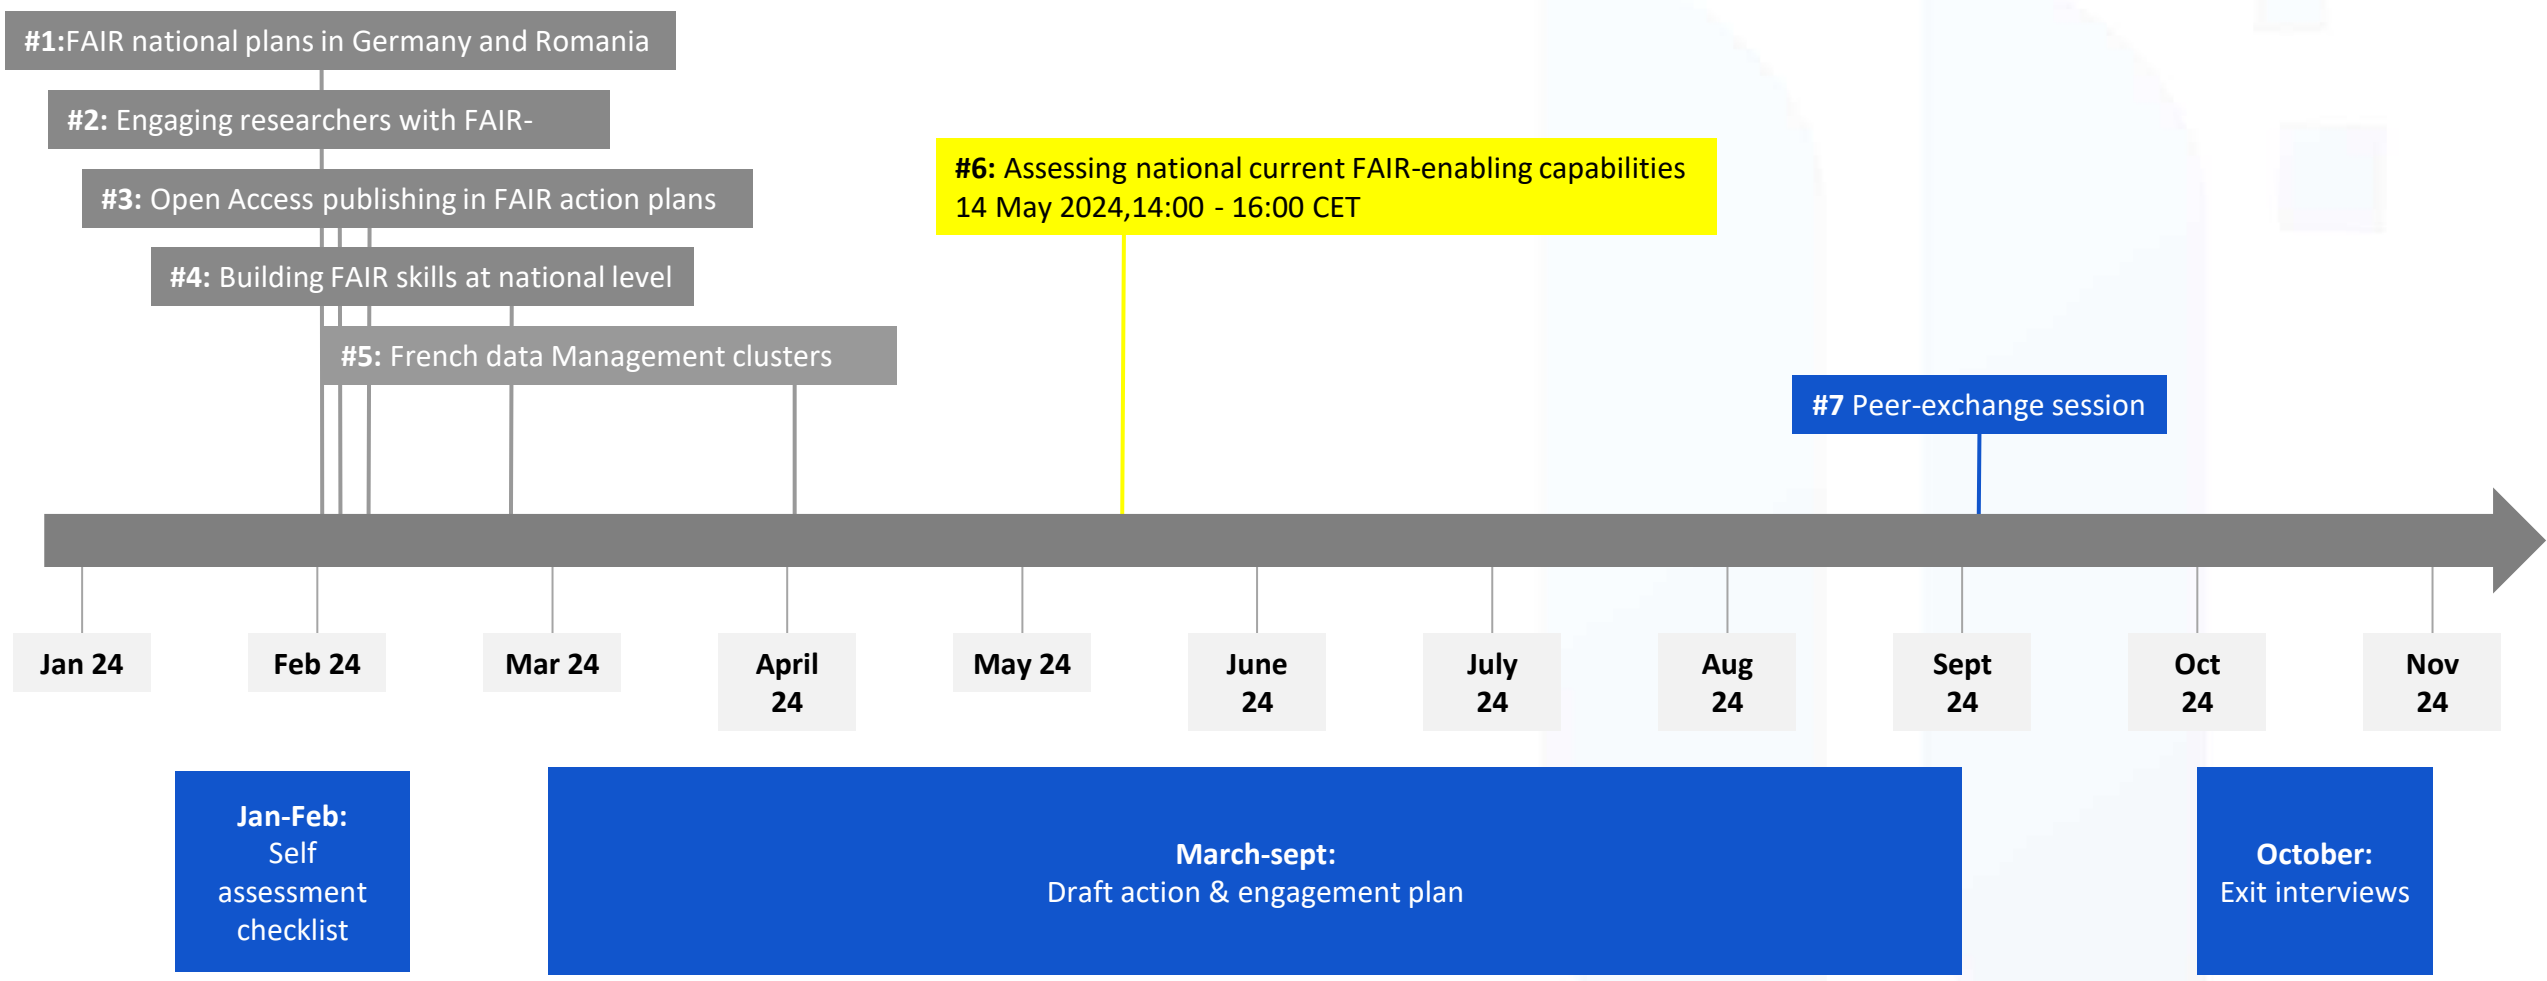 #1:FAIR national plans in Germany and Romania
#2: Engaging researchers with FAIR-
#3: Open Access publishing in FAIR action plans
#4: Building FAIR skills at national level
#5: French data Management clusters
#6: Assessing national current FAIR-enabling capabilities
14 May 2024,14:00 - 16:00 CET
#7 Peer-exchange session
Jan 24
Feb 24
Mar 24
April
24
May 24
June
24
July
24
Aug
24
Sept
24
Oct
24
Nov
24
Jan-Feb:
Self
assessment
checklist
March-sept:
Draft action & engagement plan
October:
Exit interviews